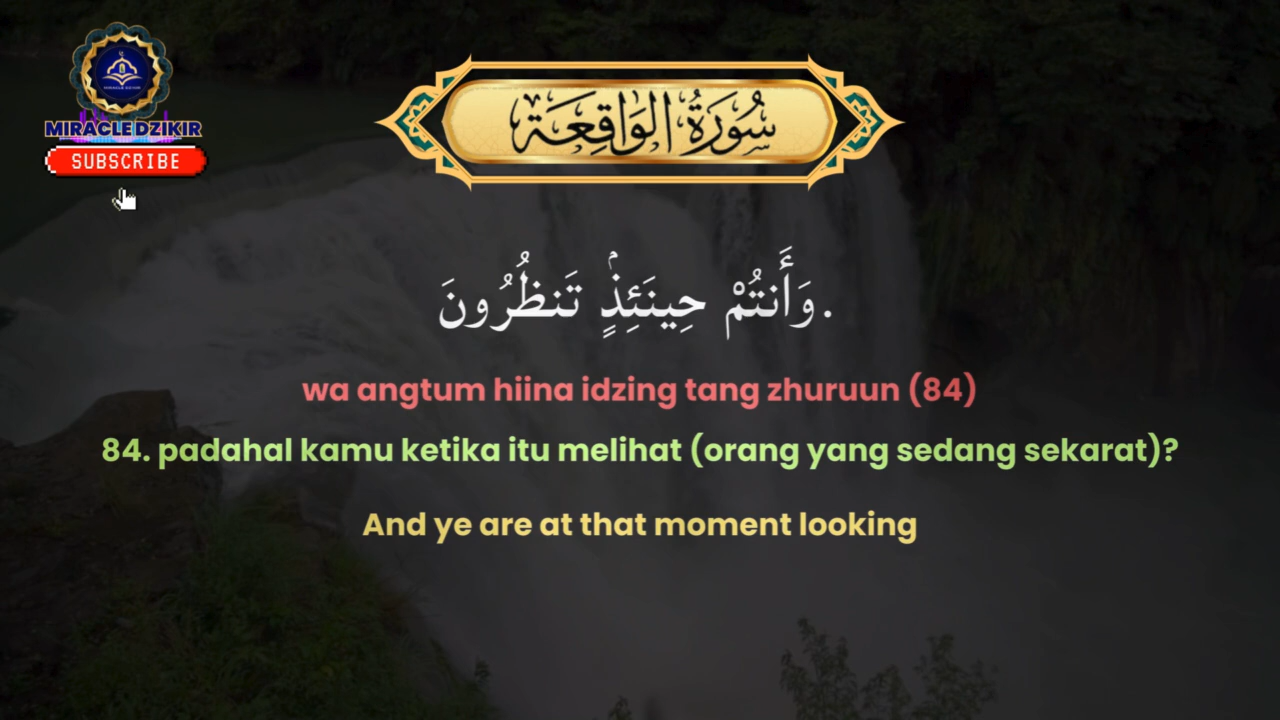 MIRACLE DZIKIR
SUBSCRIBE
سُورَةُ الوَاقِعَة
وَأَنتُمْ حِينَئِذٍۢ تَنظُرُونَ.
wa angtum hiina idzing tang zhuruun (84)
84. padahal kamu ketika itu melihat (orang yang sedang sekarat)?
And ye are at that moment looking